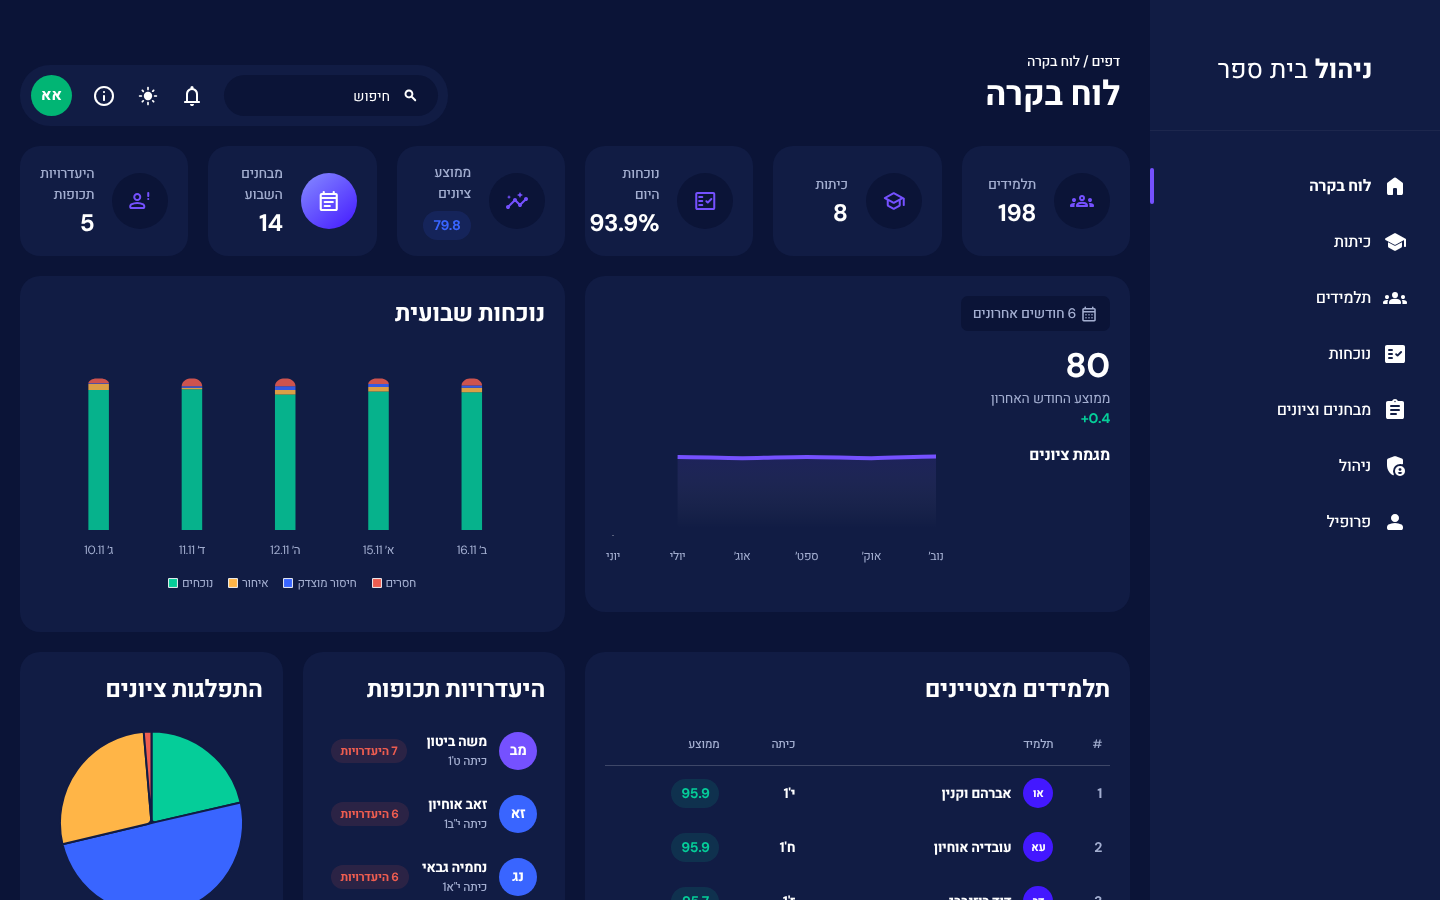 ניהול בית ספר
לוח בקרה
כיתות
תלמידים
נוכחות
מבחנים וציונים
ניהול
פרופיל
דפים / לוח בקרה
לוח בקרה
חיפוש
אא
תלמידים
198
כיתות
8
נוכחות
היום
93.9%
ממוצע
ציונים
79.8
מבחנים
השבוע
14
היעדרויות
תכופות
5
6 חודשים אחרונים
80
ממוצע החודש האחרון
+0.4
מגמת ציונים
יוני יולי אוג' ספט' אוק' נוב'
נוכחות שבועית
ג' 10.11 ד' 11.11 ה' 12.11 א' 15.11 ב' 16.11
נוכחים איחור חיסור מוצדק חסרים
תלמידים מצטיינים
# תלמיד כיתה ממוצע
1 או אברהם וקנין י'1 95.9
2 עא עובדיה אוחיון ח'1 95.9
היעדרויות תכופות
מב משה ביטון 7 היעדרויות
כיתה ט'1
זא זאב אוחיון 6 היעדרויות
כיתה י"ב1
נג נחמיה גבאי 6 היעדרויות
כיתה י"א1
התפלגות ציונים